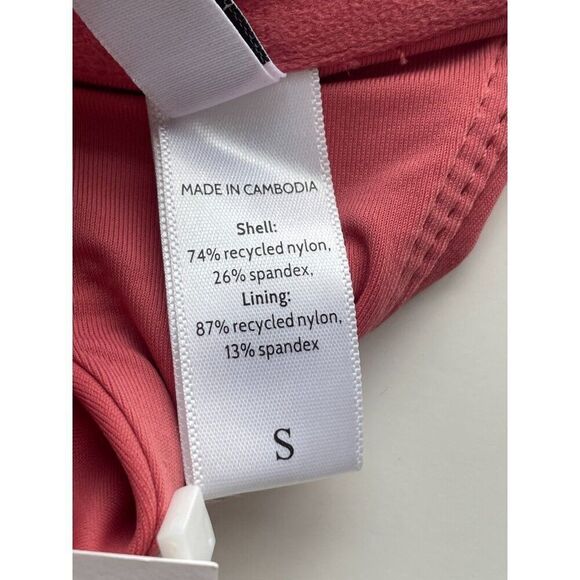 MADE IN CAMBODIA
Shell:
74% recycled nylon,
26% spandex,
Lining:
87% recycled nylon,
13% spandex
S